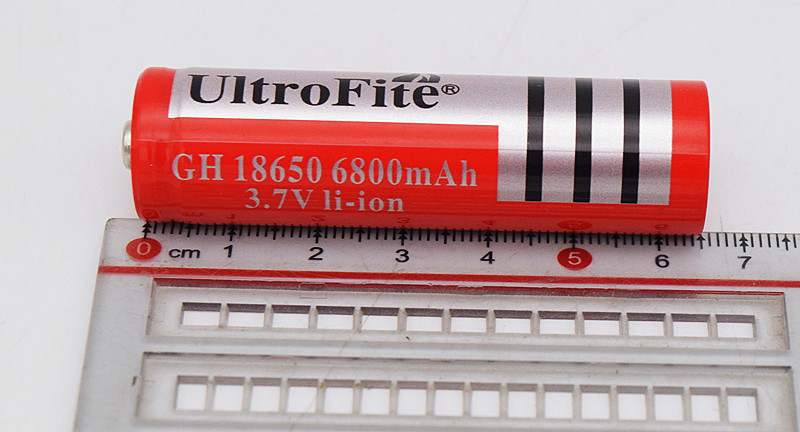 UltroFite®
GH 18650 6800mAh
3.7V li-ion
0 cm 1 2 3 4 5 6 7